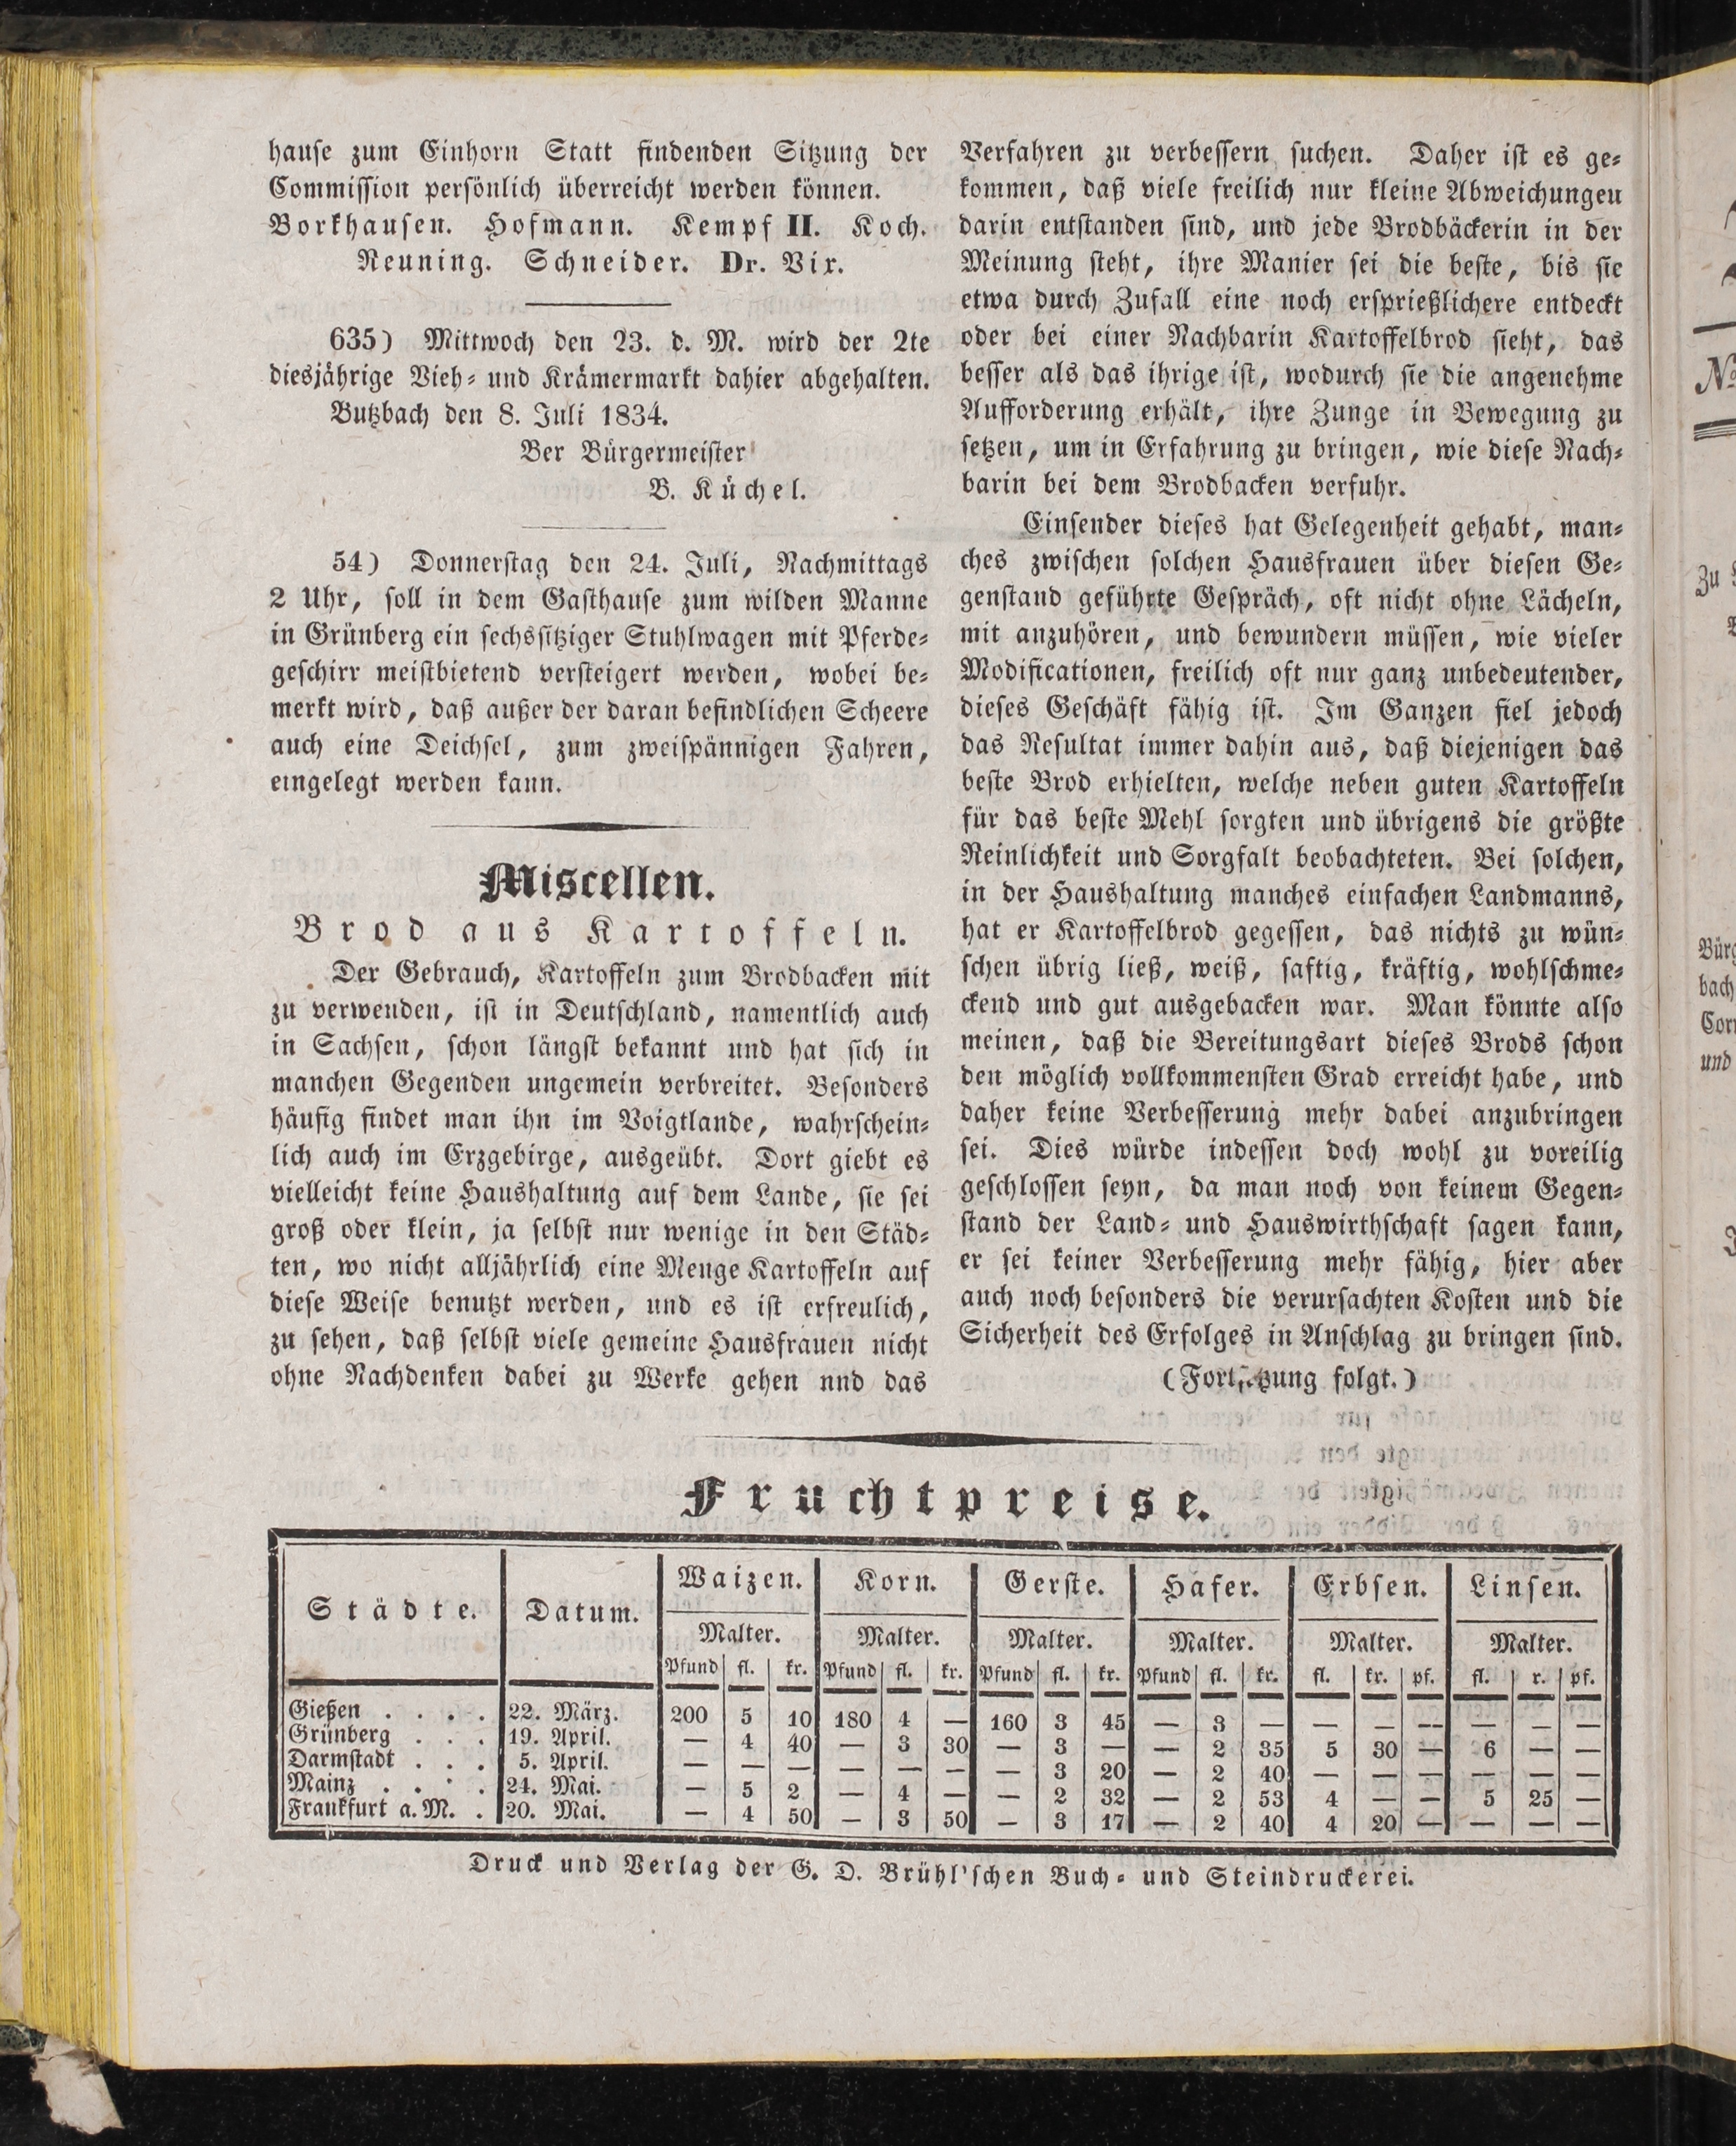 hause zum Einhorn Statt findenden Sitzung der
Commission persönlich überreicht werden können.
Borkhausen. Hofmann. Kempf II. Koch.
Neuning. Schneider. Dr. Vix.
635) Mittwoch den 23. d. M. wird der 2te
diesjährige Vieh- und Krämermarkt dahier abgehalten.
Butzbach den 8. Juli 1834.
Ber Bürgermeister
B. Küchel.
54) Donnerstag den 24. Juli, Nachmittags
2 Uhr, soll in dem Gasthause zum wilden Manne
in Grünberg ein sechssitziger Stuhlwagen mit Pferde-
geschirr meistbietend versteigert werden, wobei be-
merkt wird, daß außer der daran befindlichen Scheere
auch eine Deichsel, zum zweispännigen Fahren,
eingelegt werden kann.
Miscellen.
Brod aus Kartoffeln.
Der Gebrauch, Kartoffeln zum Brodbacken mit
zu verwenden, ist in Deutschland, namentlich auch
in Sachsen, schon längst bekannt und hat sich in
manchen Gegenden ungemein verbreitet. Besonders
häufig findet man ihn im Voigtlande, wahrschein-
lich auch im Erzgebirge, ausgeübt. Dort giebt es
vielleicht keine Haushaltung auf dem Lande, sie sei
groß oder klein, ja selbst nur wenige in den Städ-
ten, wo nicht alljährlich eine Menge Kartoffeln auf
diese Weise benutzt werden, und es ist erfreulich,
zu sehen, daß selbst viele gemeine Hausfrauen nicht
ohne Nachdenken dabei zu Werke gehen nnd das
Verfahren zu verbessern suchen. Daher ist es ge-
kommen, daß viele freilich nur kleine Abweichungen
darin entstanden sind, und jede Brodbäckerin in der
Meinung steht, ihre Manier sei die beste, bis sie
etwa durch Zufall eine noch ersprießlichere entdeckt
oder bei einer Nachbarin Kartoffelbrod sieht, das
besser als das ihrige ist, wodurch sie die angenehme
Aufforderung erhält, ihre Zunge in Bewegung zu
setzen, um in Erfahrung zu bringen, wie diese Nach-
barin bei dem Brodbacken verfuhr.
Einsender dieses hat Gelegenheit gehabt, man-
ches zwischen solchen Hausfrauen über diesen Ge-
genstand geführte Gespräch, oft nicht ohne Lächeln,
mit anzuhören, und bewundern müssen, wie vieler
Modificationen, freilich oft nur ganz unbedeutender,
dieses Geschäft fähig ist. Im Ganzen fiel jedoch
das Resultat immer dahin aus, daß diejenigen das
beste Brod erhielten, welche neben guten Kartoffeln
für das beste Mehl sorgten und übrigens die größte
Reinlichkeit und Sorgfalt beobachteten. Bei solchen,
in der Haushaltung manches einfachen Landmanns,
hat er Kartoffelbrod gegessen, das nichts zu wün-
schen übrig ließ, weiß, saftig, kräftig, wohlschme-
ckend und gut ausgebacken war. Man könnte also
meinen, daß die Bereitungsart dieses Brods schon
den möglich vollkommensten Grad erreicht habe, und
daher keine Verbesserung mehr dabei anzubringen
sei. Dies würde indessen doch wohl zu voreilig
geschlossen seyn, da man noch von keinem Gegen-
stand der Land- und Hauswirthschaft sagen kann,
er sei keiner Verbesserung mehr fähig, hier aber
auch noch besonders die verursachten Kosten und die
Sicherheit des Erfolges in Anschlag zu bringen sind.
(Fortsetzung folgt.)
Fruchtpreise.
Städte. Datum. Waizen. Korn. Gerste. Hafer. Erbsen. Linsen.
Malter. Malter. Malter. Malter. Malter. Malter.
Pfund fl. kr. Pfund fl. kr. Pfund fl. kr. Pfund fl. kr. fl. kr. pf. fl. r. pf.
Gießen . . . . 22. März. 200 5 10 180 4 — 160 3 45 — 3 — — — — — — —
Grünberg . . . 19. April. — 4 40 — 3 30 — 3 — — 2 35 5 30 — 6 — —
Darmstadt . . . 5. April. — — — — — — — 3 20 — 2 40 — — — — — —
Mainz . . . . 24. Mai. — 5 2 — 4 — — 2 32 — 2 53 4 — — 5 25 —
Frankfurt a. M. . 20. Mai. — 4 50 — 3 50 — 3 17 — 2 40 4 20 — — — —
Druck und Verlag der G. D. Brühl'schen Buch- und Steindruckerei.
No
Zu
Bürg
bach
und